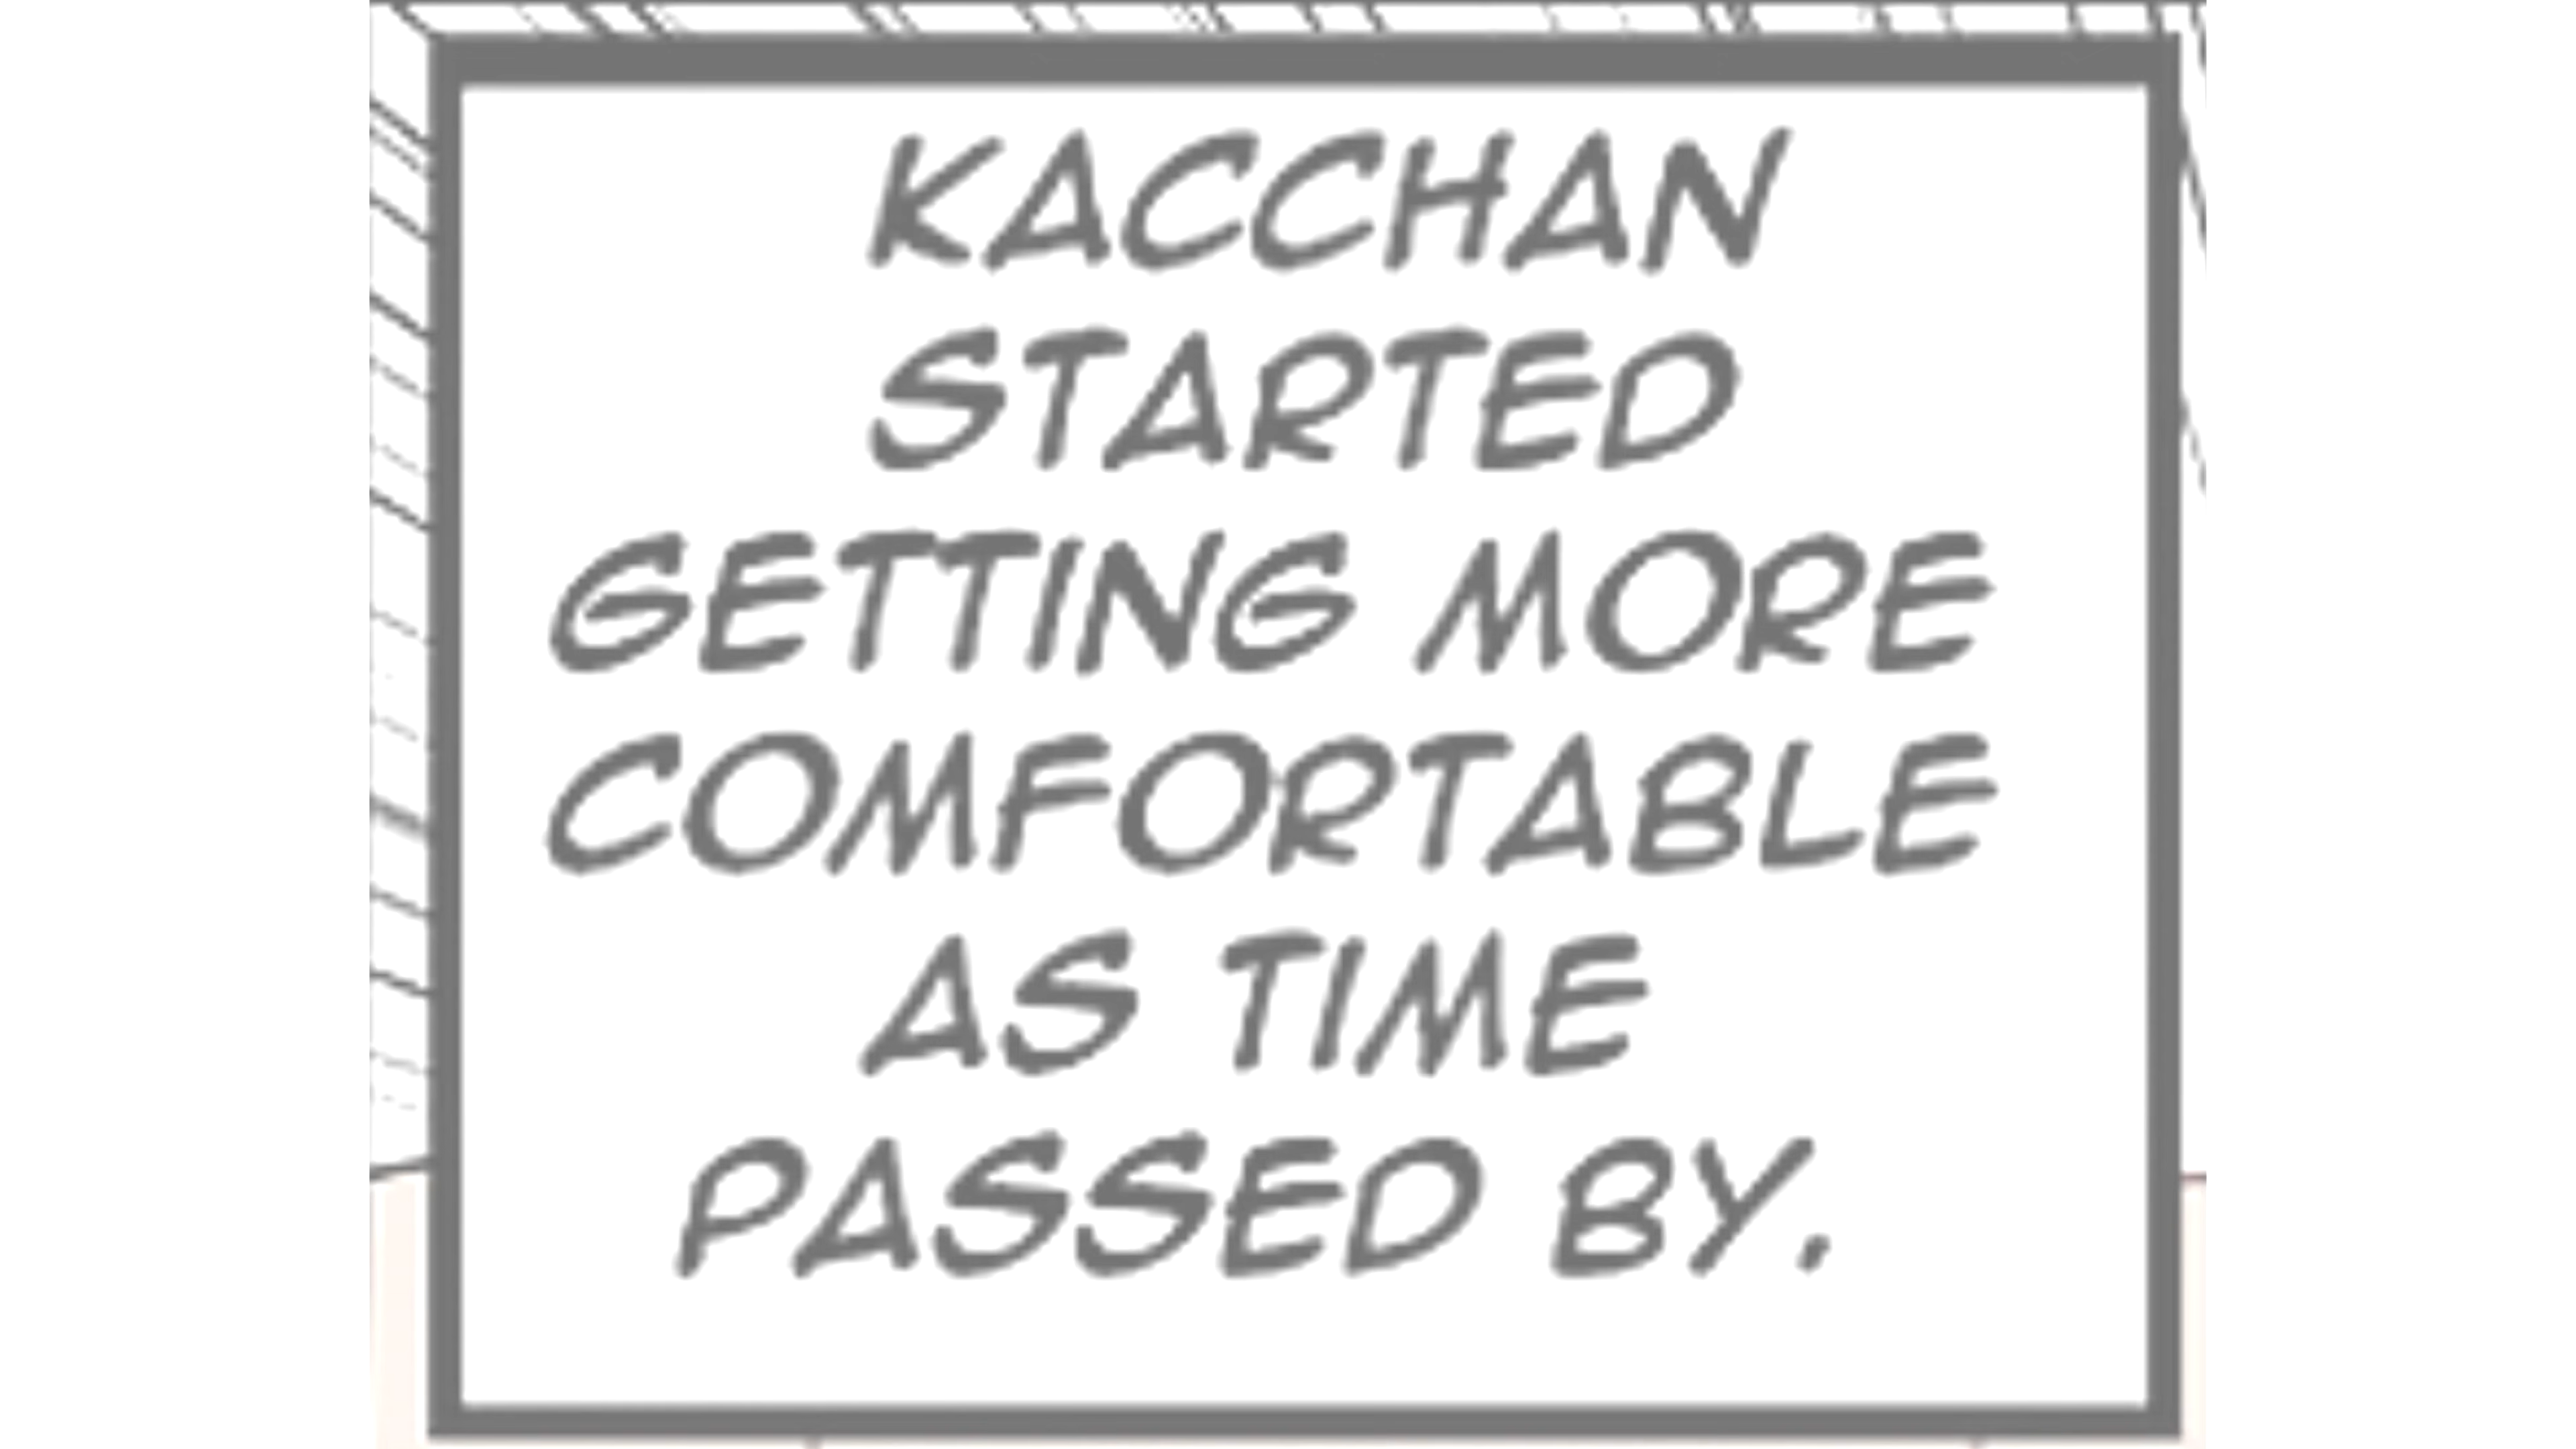 KACCHAN
STARTED
GETTING MORE
COMFORTABLE
AS TIME
PASSED BY.